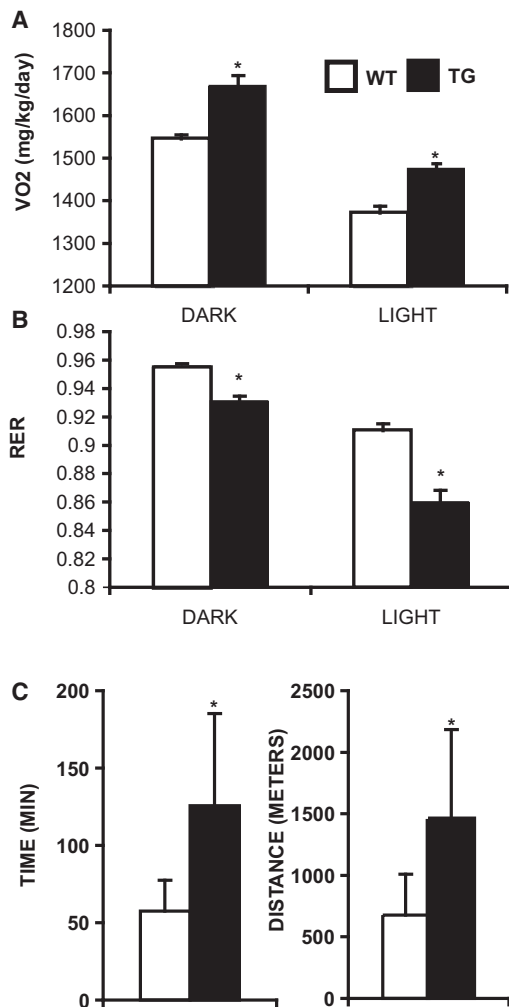 A
VO2 (mg/kg/day)
1800
1700
1600
1500
1400
1300
1200
*
*
WT
TG
DARK
LIGHT
B
RER
0.98
0.96
0.94
0.92
0.9
0.88
0.86
0.84
0.82
0.8
*
*
DARK
LIGHT
C
TIME (MIN)
200
150
100
50
0
*
DISTANCE (METERS)
2500
2000
1500
1000
500
0
*